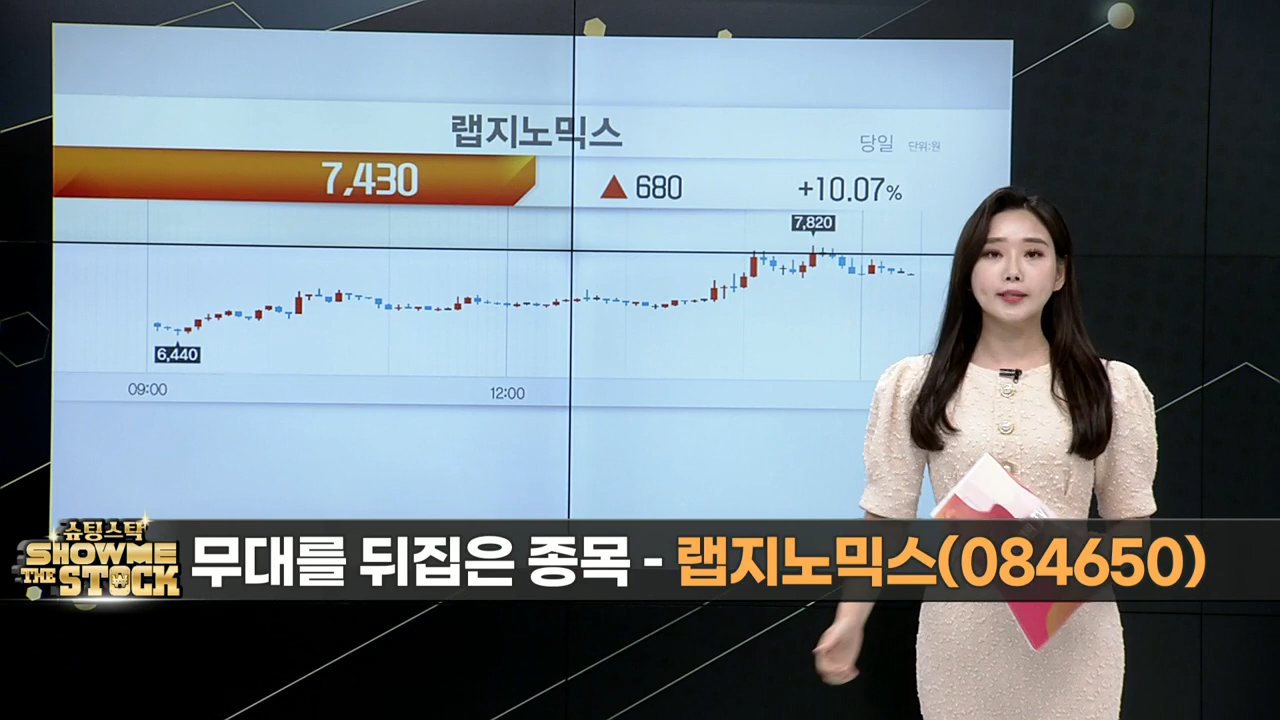 랩지노믹스
당일 단위:원
7,430 ▲ 680 +10.07%
7,820
6,440
09:00 12:00
슈팅스탁
SHOW ME
THE STOCK
무대를 뒤집은 종목 - 랩지노믹스(084650)